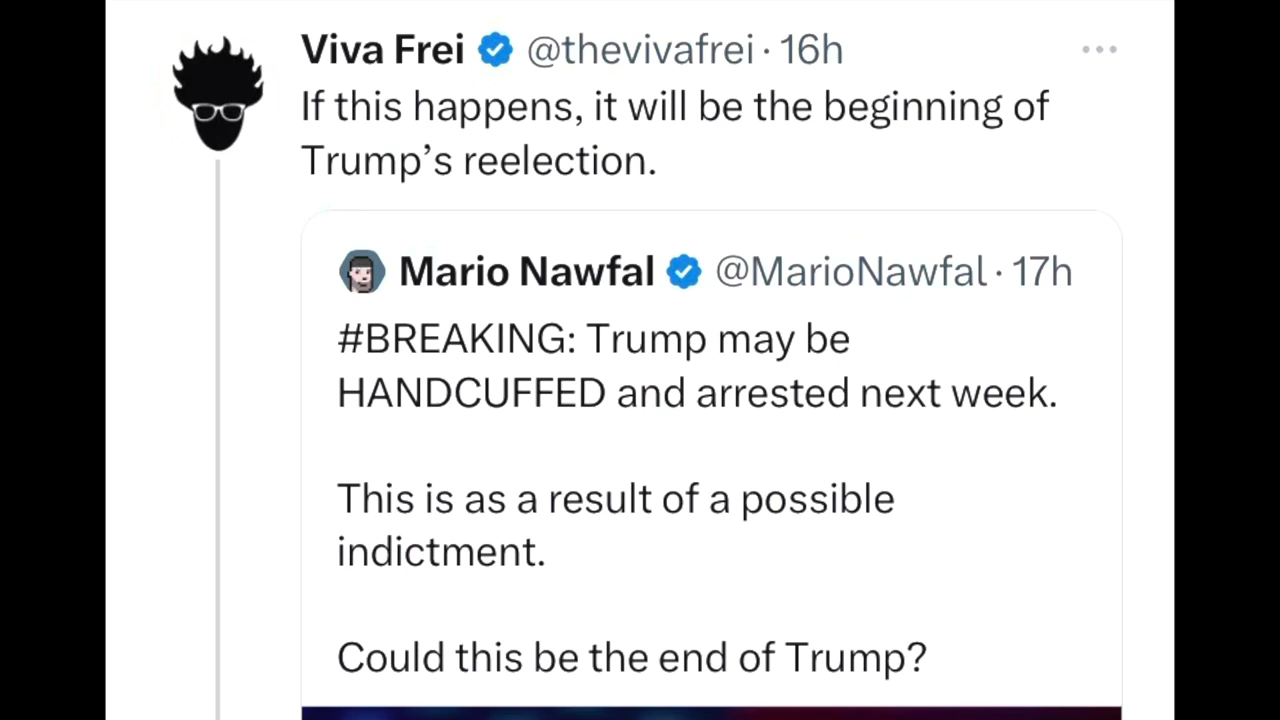 Viva Frei @thevivafrei · 16h
If this happens, it will be the beginning of
Trump’s reelection.
Mario Nawfal @MarioNawfal · 17h
#BREAKING: Trump may be
HANDCUFFED and arrested next week.
This is as a result of a possible
indictment.
Could this be the end of Trump?